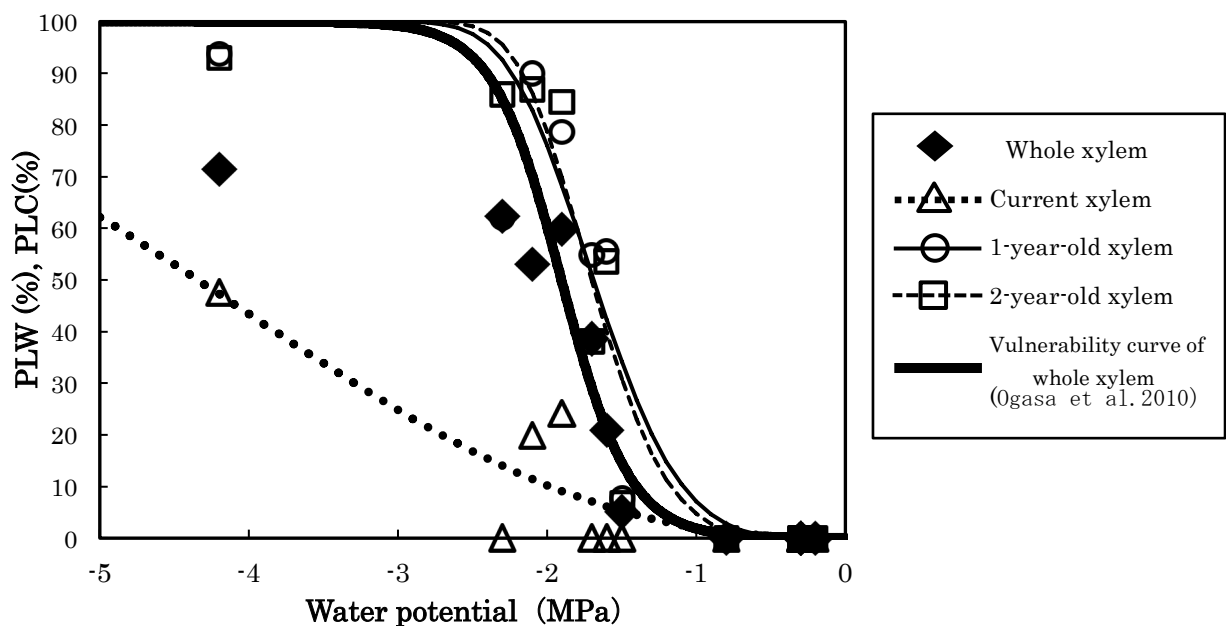 100
90
80
70
60
50
40
30
20
10
0
PLW (%), PLC(%)
-5 -4 -3 -2 -1 0
Water potential (MPa)
Whole xylem
Current xylem
1-year-old xylem
2-year-old xylem
Vulnerability curve of
whole xylem
(Ogasa et al.2010)